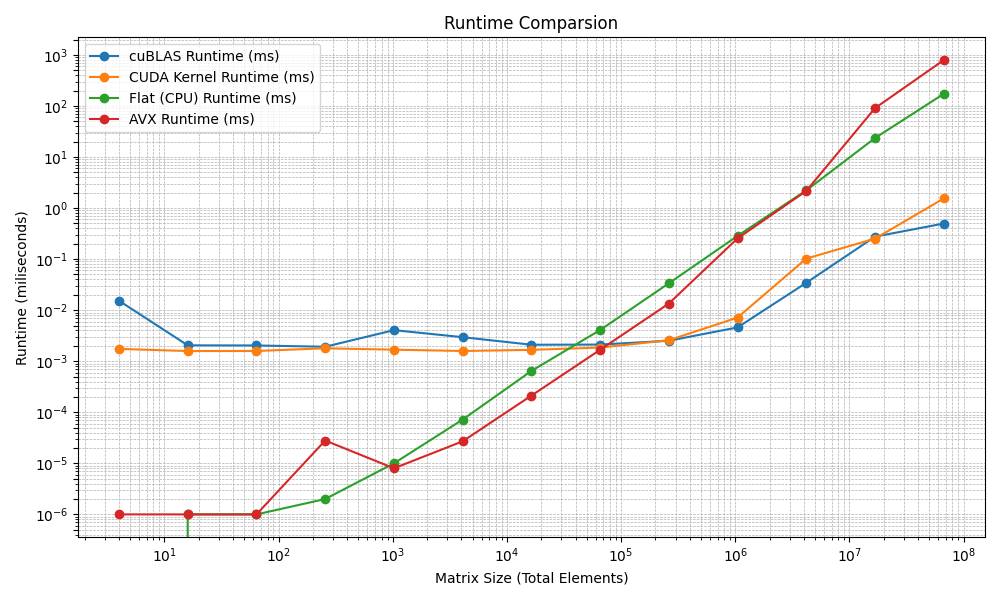 Runtime Comparsion
cuBLAS Runtime (ms)
CUDA Kernel Runtime (ms)
Flat (CPU) Runtime (ms)
AVX Runtime (ms)
Runtime (miliseconds)
10³
10²
10¹
10⁰
10⁻¹
10⁻²
10⁻³
10⁻⁴
10⁻⁵
10⁻⁶
10¹ 10² 10³ 10⁴ 10⁵ 10⁶ 10⁷ 10⁸
Matrix Size (Total Elements)